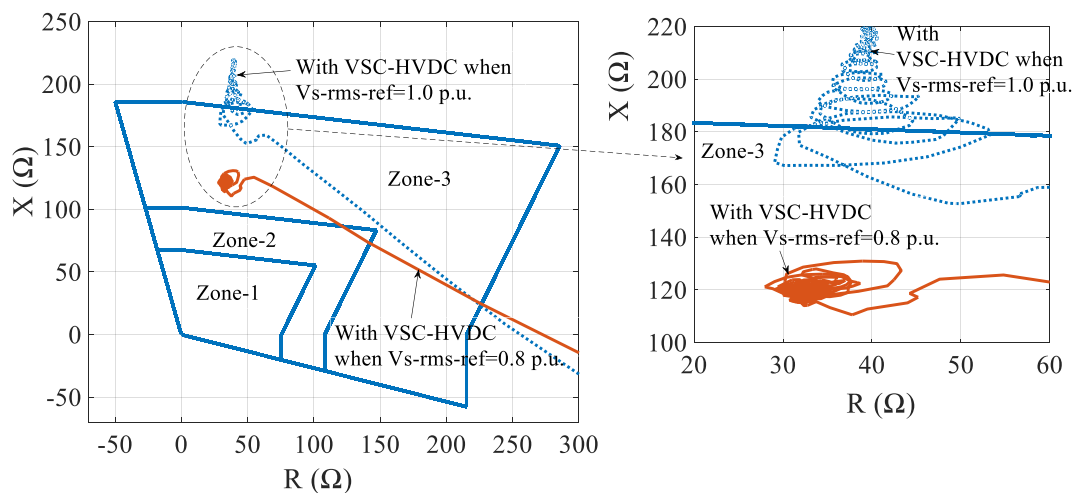 250
200
150
100
50
0
-50
X (Ω)
-50 0 50 100 150 200 250 300
R (Ω)
With VSC-HVDC when
Vs-rms-ref=1.0 p.u.
Zone-3
Zone-2
Zone-1
With VSC-HVDC
when Vs-rms-ref=0.8 p.u.
220
200
180
160
140
120
100
X (Ω)
20 30 40 50 60
R (Ω)
With
VSC-HVDC when
Vs-rms-ref=1.0 p.u.
Zone-3
With VSC-HVDC
when Vs-rms-ref=0.8 p.u.